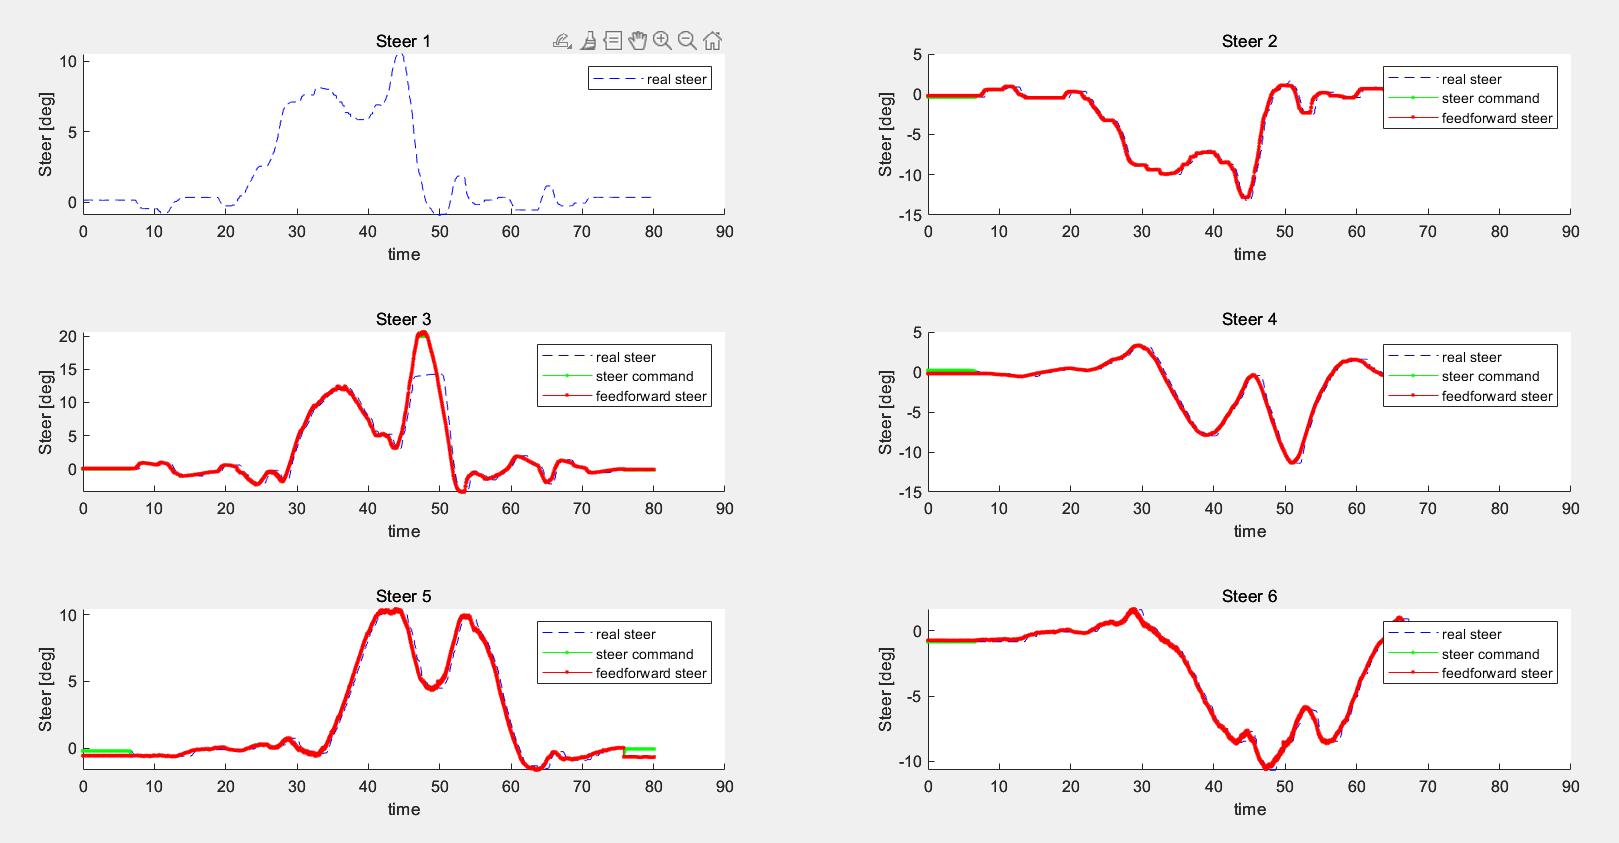 Steer 1
Steer [deg]
10
5
0
real steer
0 10 20 30 40 50 60 70 80 90
time
Steer 2
Steer [deg]
5
0
-5
-10
-15
real steer
steer command
feedforward steer
0 10 20 30 40 50 60 70 80 90
time
Steer 3
Steer [deg]
20
15
10
5
0
real steer
steer command
feedforward steer
0 10 20 30 40 50 60 70 80 90
time
Steer 4
Steer [deg]
5
0
-5
-10
-15
real steer
steer command
feedforward steer
0 10 20 30 40 50 60 70 80 90
time
Steer 5
Steer [deg]
10
5
0
real steer
steer command
feedforward steer
0 10 20 30 40 50 60 70 80 90
time
Steer 6
Steer [deg]
0
-5
-10
real steer
steer command
feedforward steer
0 10 20 30 40 50 60 70 80 90
time